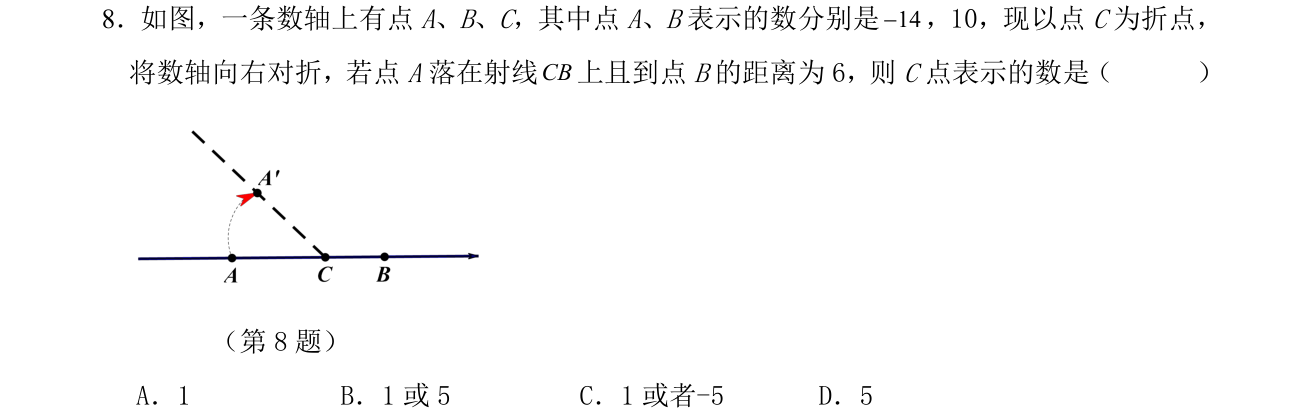 8. 如图，一条数轴上有点 A、B、C，其中点 A、B 表示的数分别是−14，10，现以点 C 为折点，
将数轴向右对折，若点 A 落在射线 CB 上且到点 B 的距离为 6，则 C 点表示的数是（　　）
A′
A C B
（第 8 题）
A. 1 B. 1 或 5 C. 1 或者-5 D. 5